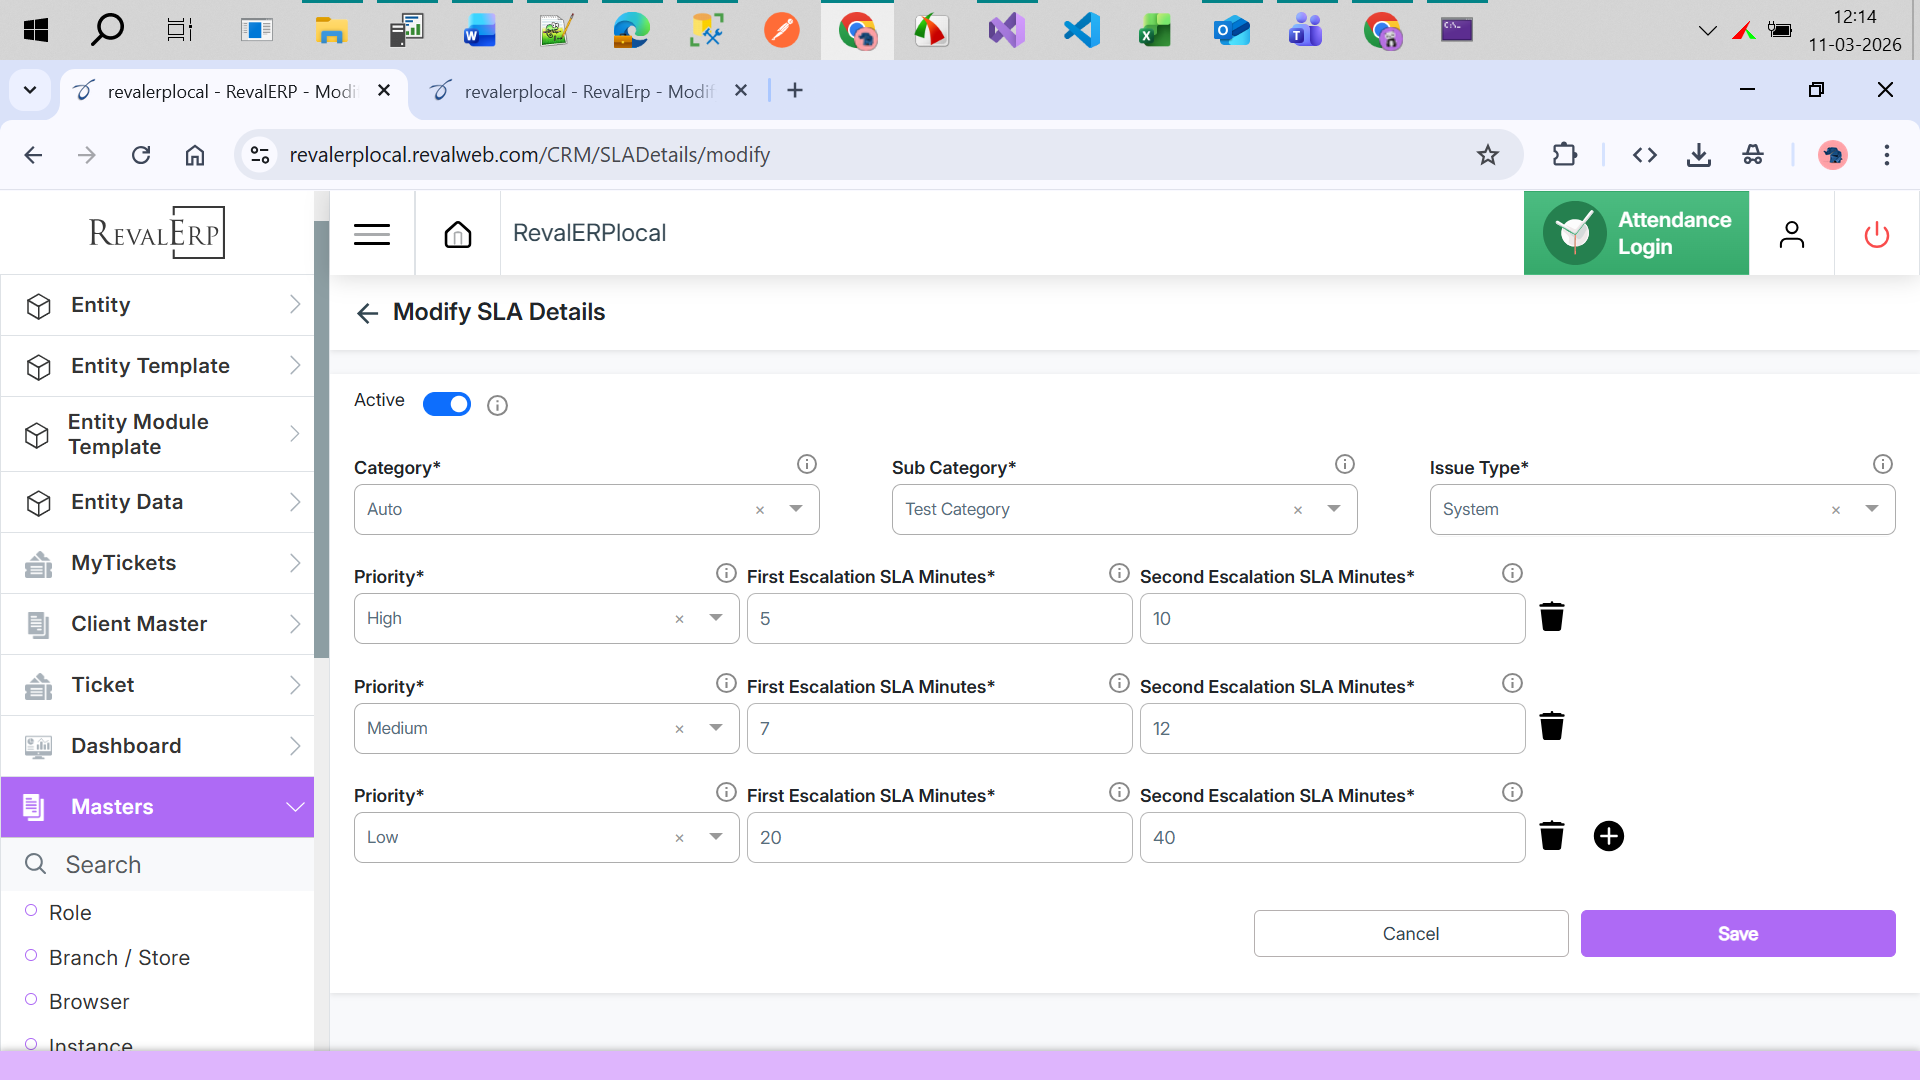 12:14
11-03-2026
revalerplocal - RevalERP - Modi
revalerplocal - RevalErp - Modif
revalerplocal.revalweb.com/CRM/SLADetails/modify
REVALERP
RevalERPlocal
Attendance
Login
Entity
Entity Template
Entity Module
Template
Entity Data
MyTickets
Client Master
Ticket
Dashboard
Masters
Search
Role
Branch / Store
Browser
Instance
Modify SLA Details
Active
Category*
Sub Category*
Issue Type*
Auto
Test Category
System
Priority*
First Escalation SLA Minutes*
Second Escalation SLA Minutes*
High
5
10
Priority*
First Escalation SLA Minutes*
Second Escalation SLA Minutes*
Medium
7
12
Priority*
First Escalation SLA Minutes*
Second Escalation SLA Minutes*
Low
20
40
Cancel
Save